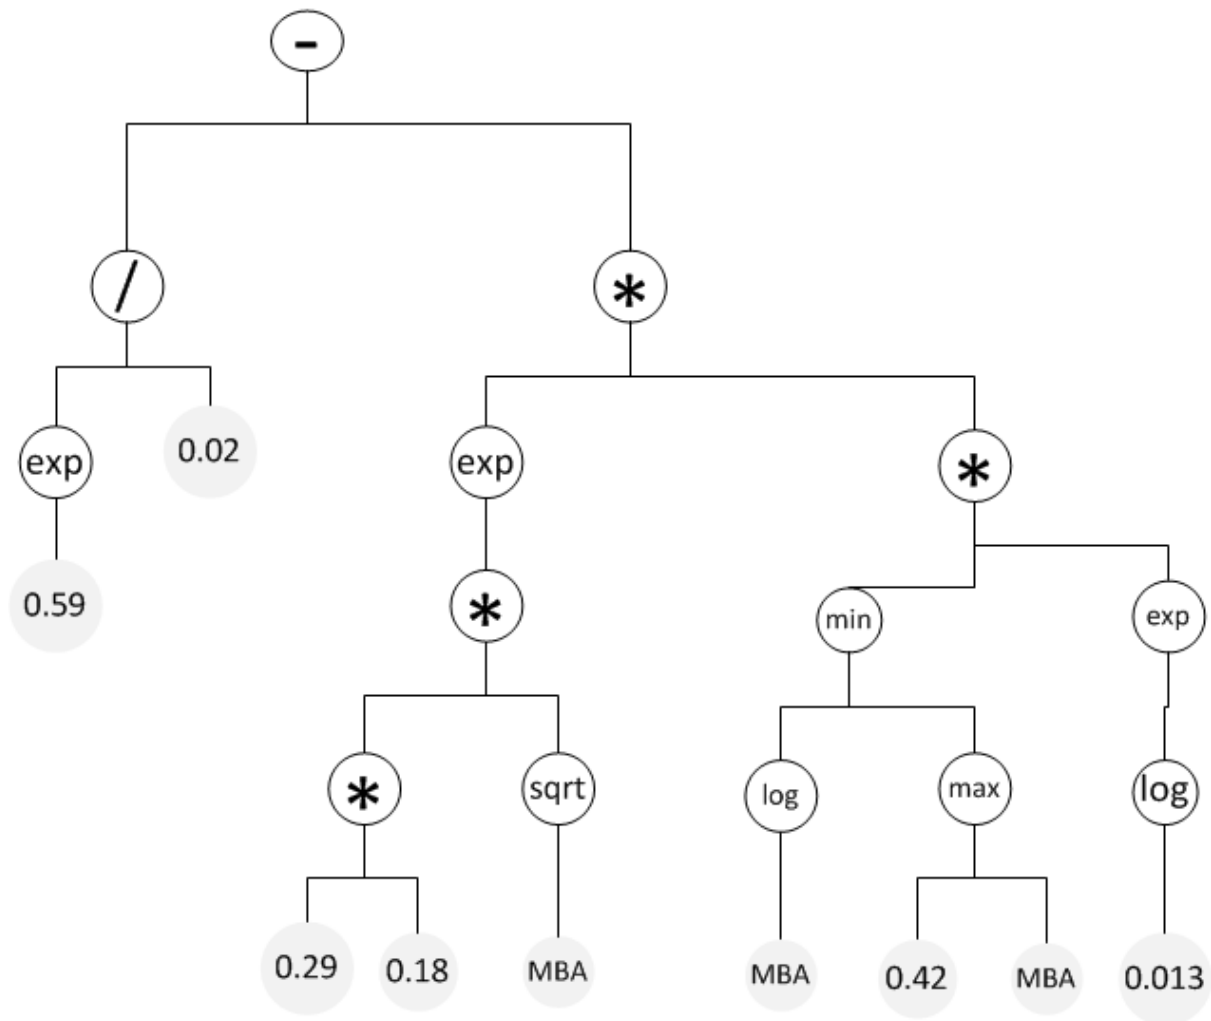 -
/
*
exp
0.02
exp
*
0.59
*
min
exp
*
sqrt
log
max
log
0.29
0.18
MBA
MBA
0.42
MBA
0.013